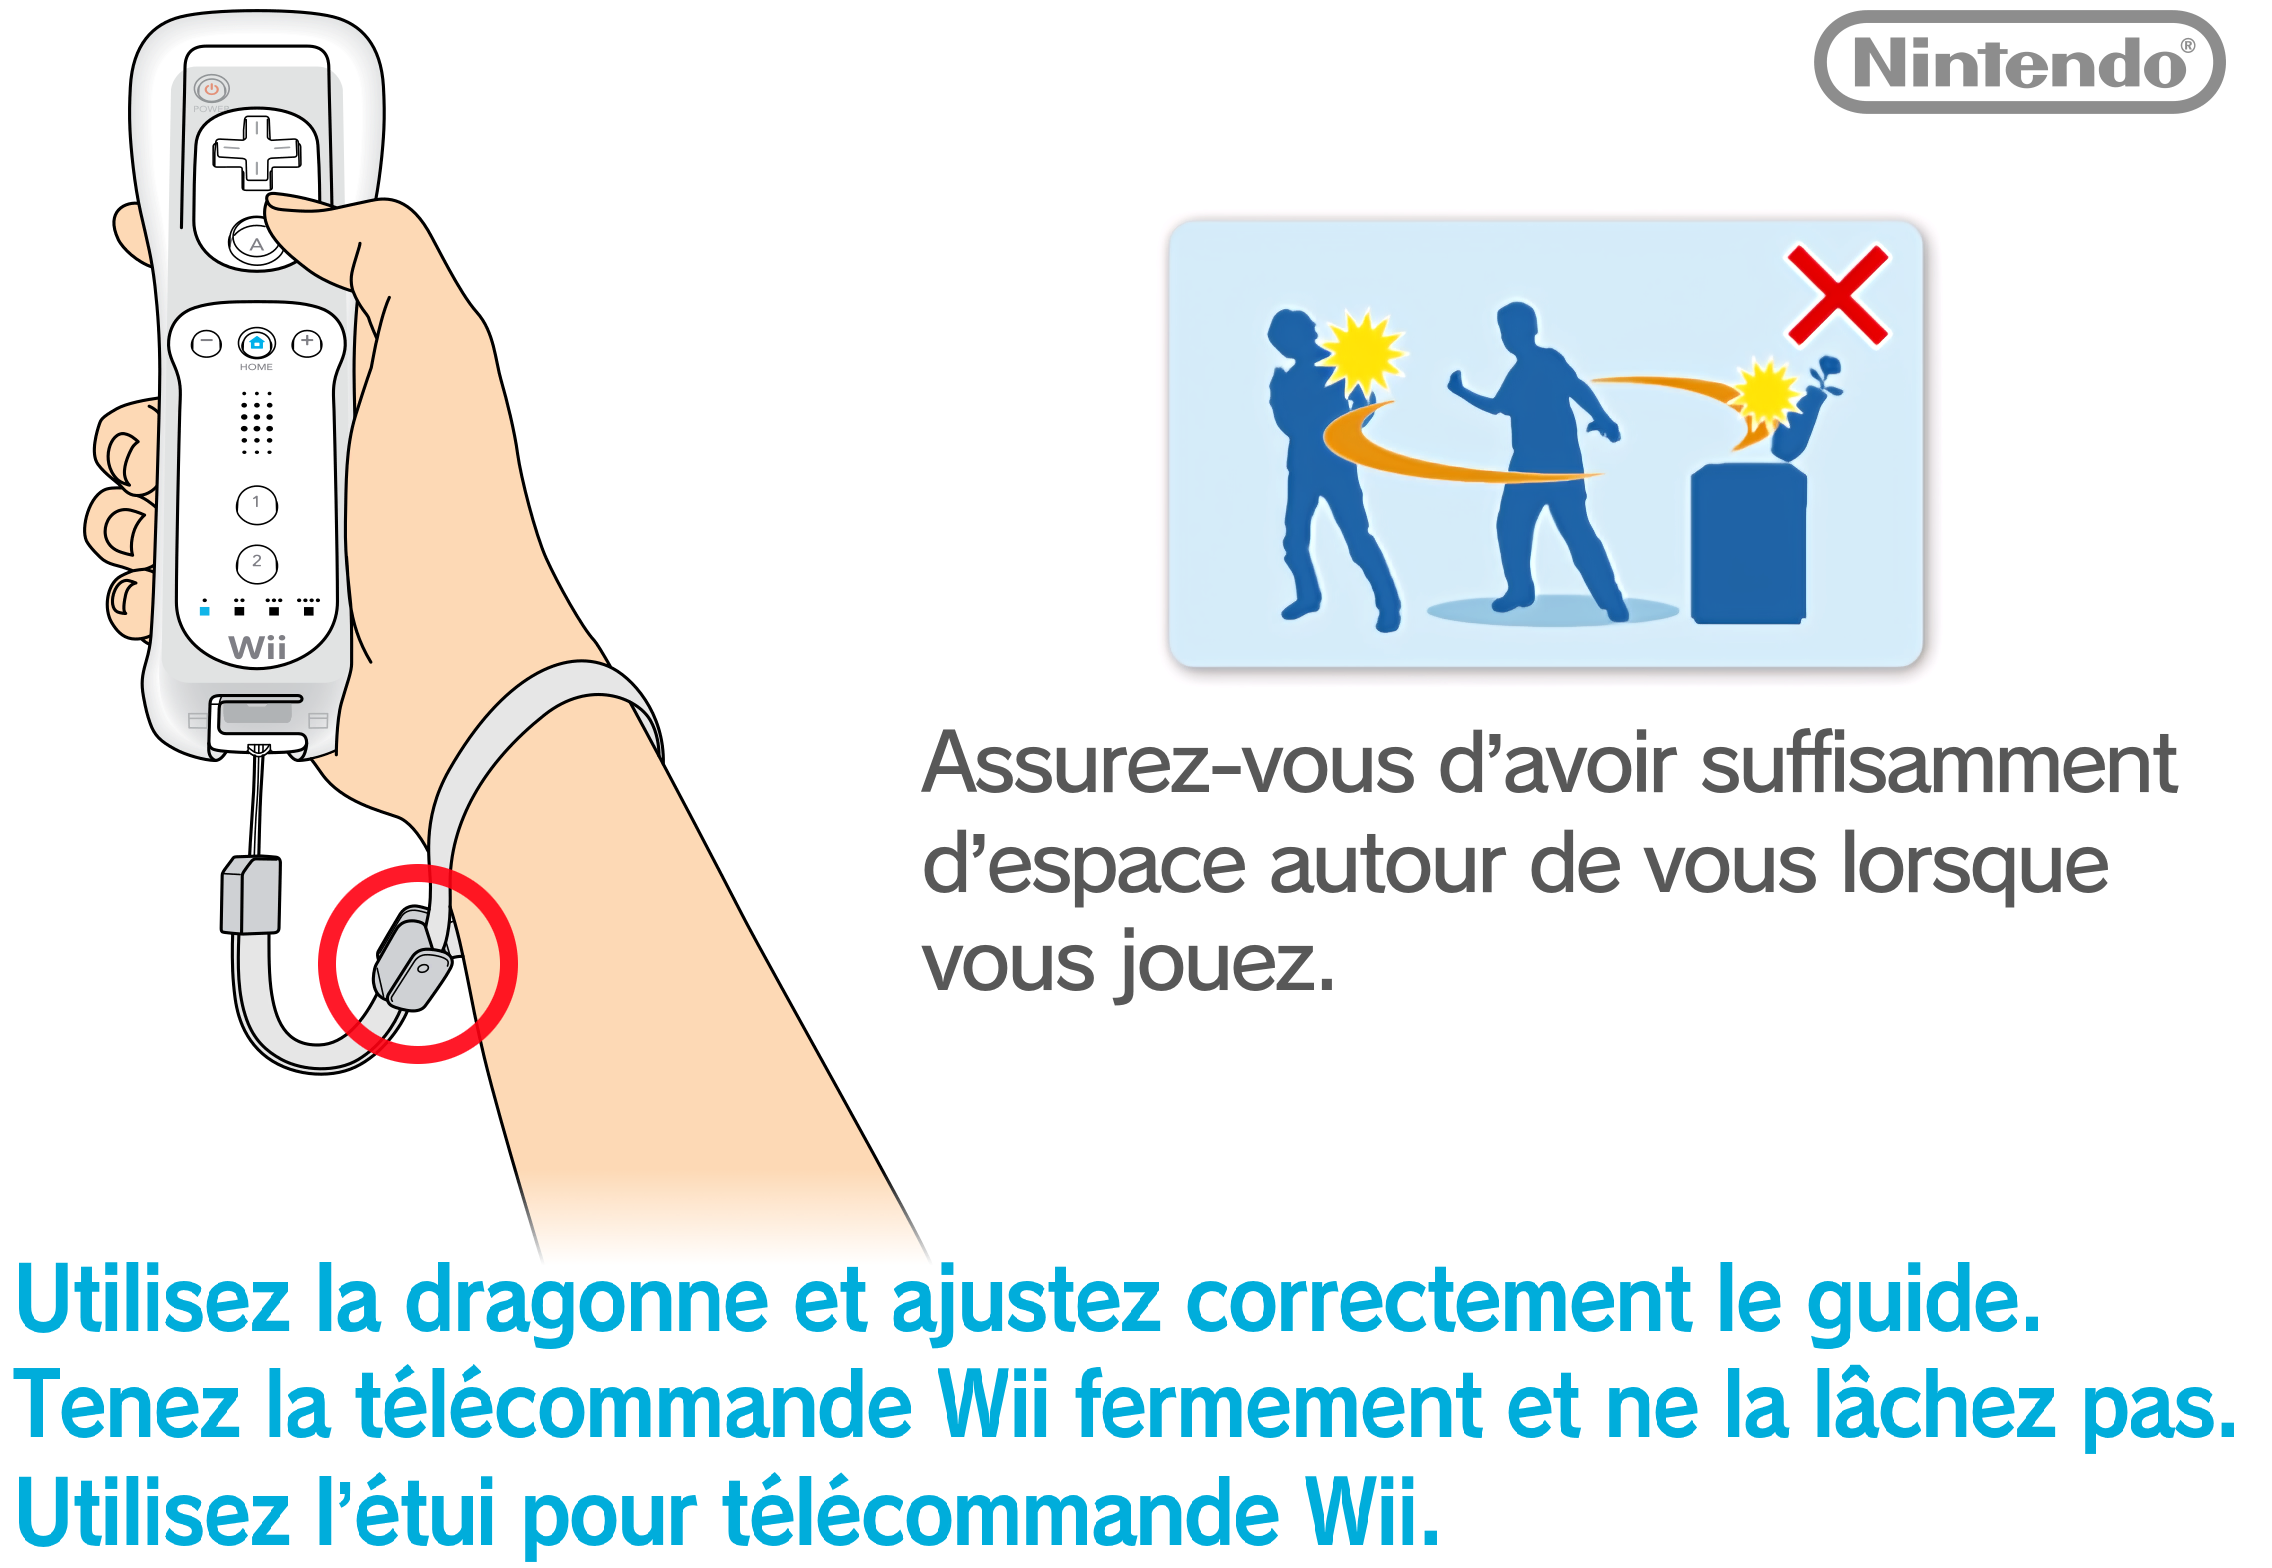 Nintendo®
POWER
A
− HOME +
1
2
Wii
Assurez-vous d’avoir suffisamment
d’espace autour de vous lorsque
vous jouez.
Utilisez la dragonne et ajustez correctement le guide.
Tenez la télécommande Wii fermement et ne la lâchez pas.
Utilisez l’étui pour télécommande Wii.